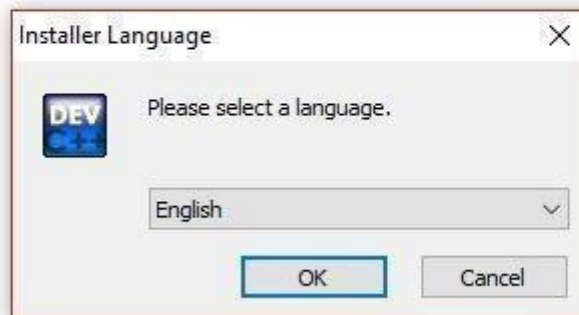 Installer Language
DEV
C++
Please select a language.
English
OK
Cancel